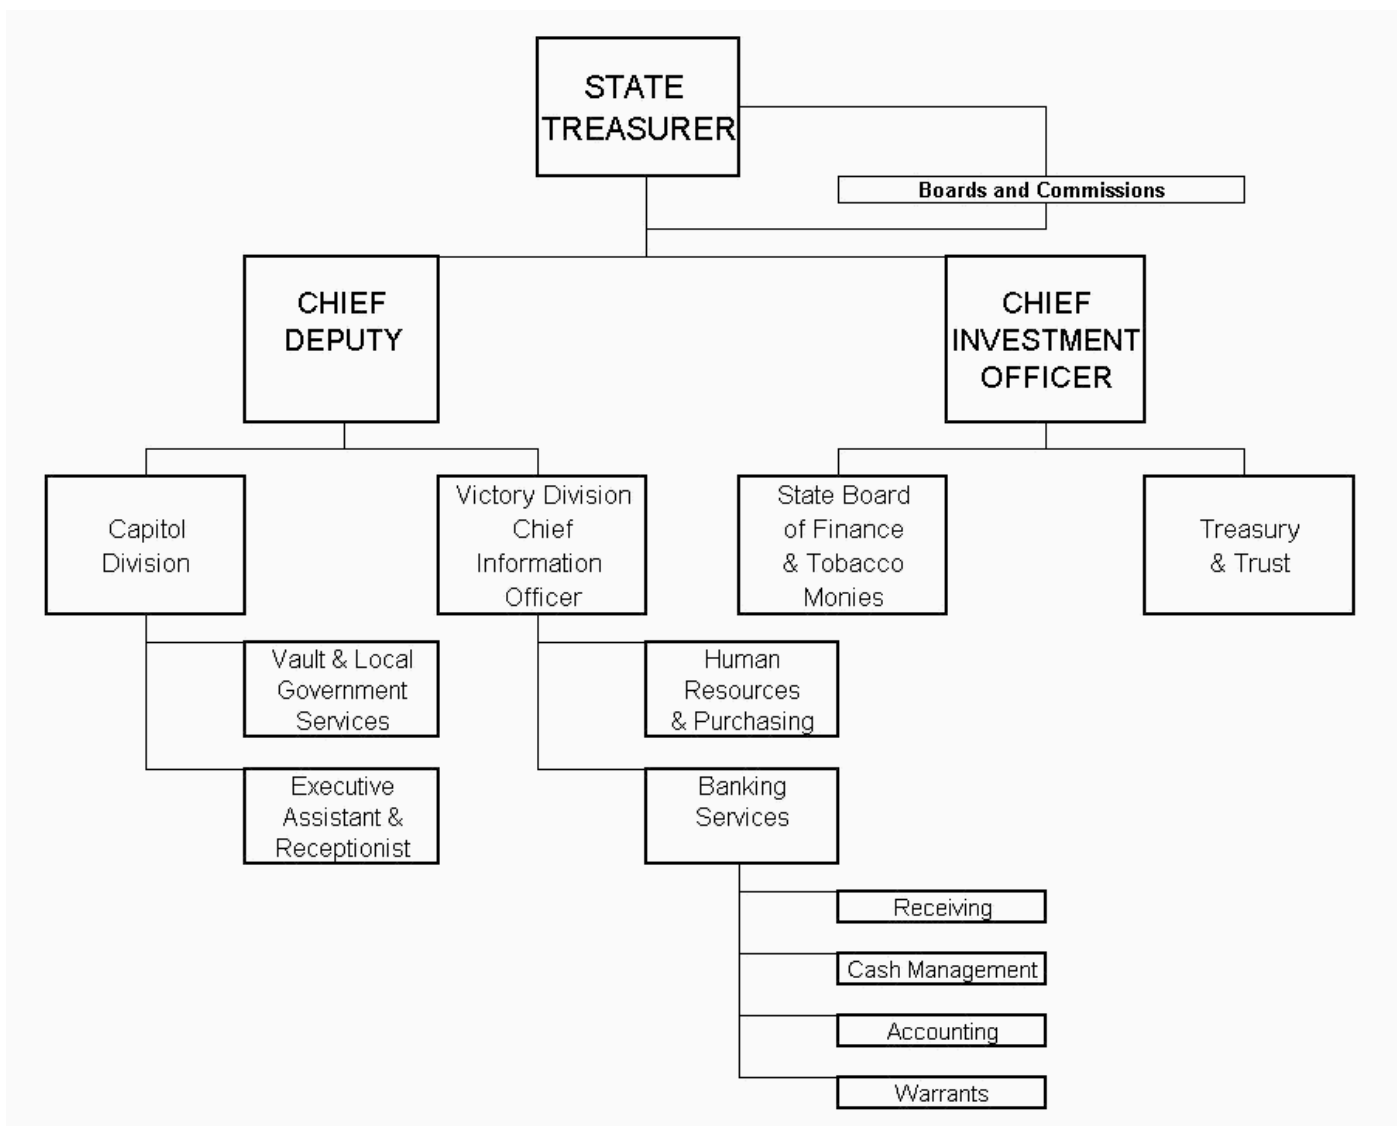 STATE
TREASURER
Boards and Commissions
CHIEF
DEPUTY
CHIEF
INVESTMENT
OFFICER
Capitol
Division
Victory Division
Chief
Information
Officer
State Board
of Finance
& Tobacco
Monies
Treasury
& Trust
Vault & Local
Government
Services
Human
Resources
& Purchasing
Executive
Assistant &
Receptionist
Banking
Services
Receiving
Cash Management
Accounting
Warrants